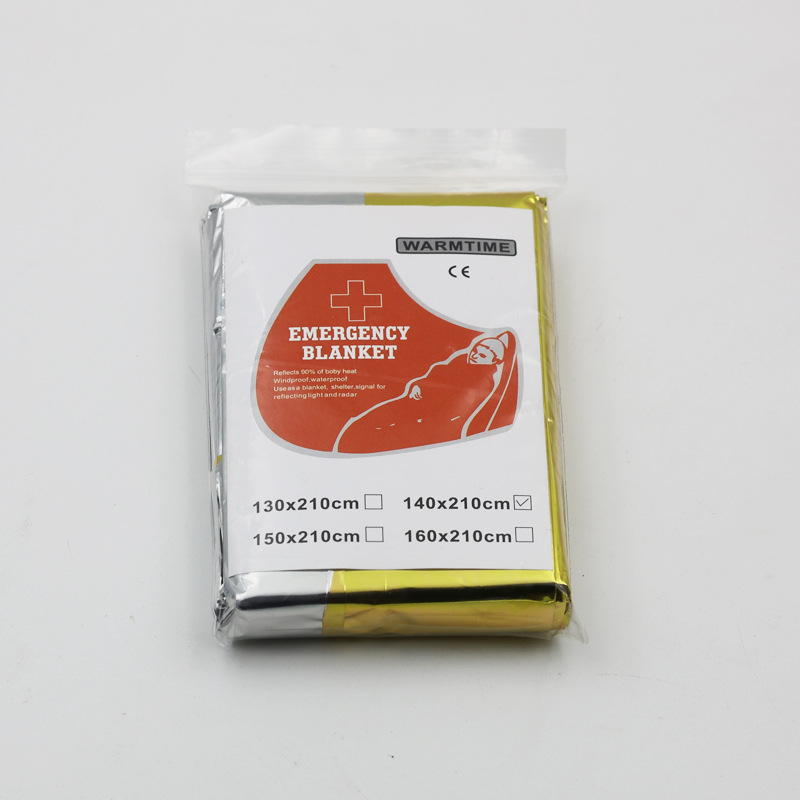 WARMTIME
CE
EMERGENCY
BLANKET
Reflects 90% of boby heat
Windproof,waterproof
Use as a blanket, shelter,signal for
reflecting light and radar
130x210cm 140x210cm
150x210cm 160x210cm